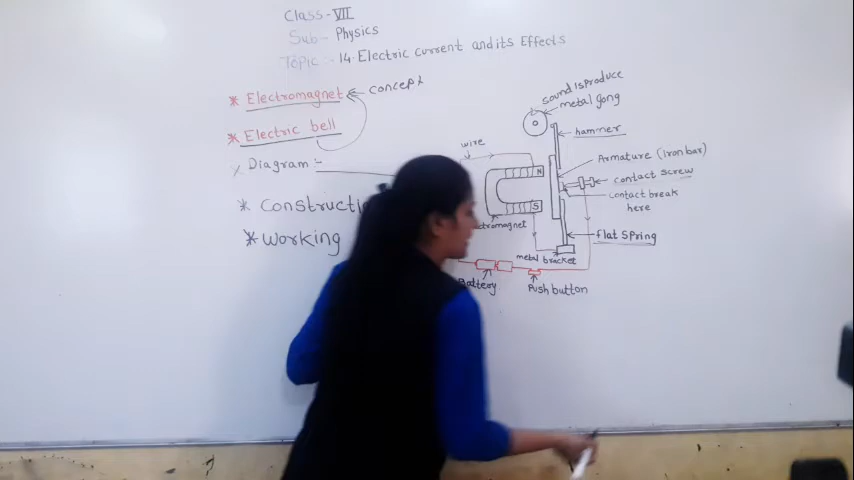 Class-VII
Sub- Physics
Topic :- 14. Electric current and its Effects
* Electromagnet ← concept
* Electric bell
* Diagram:-
* Constructi
* Working
sound is produce
metal gong
hammer
wire
N
S
Armature (iron bar)
contact screw
contact break
here
ctromagnet
flat spring
metal bracket
Battery
Push button